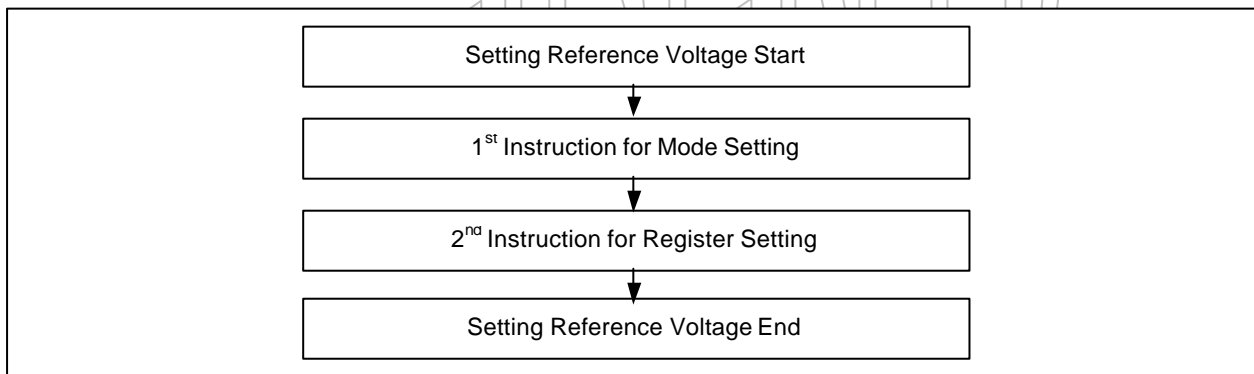 Setting Reference Voltage Start
1st Instruction for Mode Setting
2nd Instruction for Register Setting
Setting Reference Voltage End